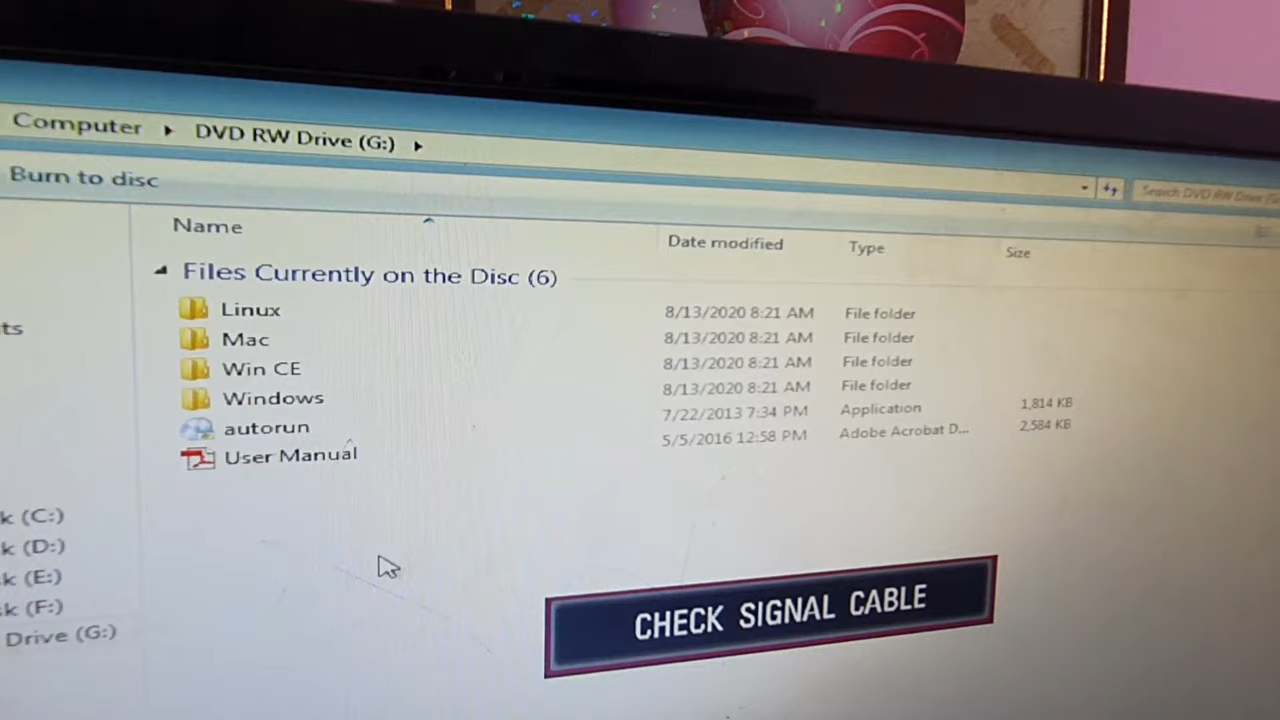 Computer ▸ DVD RW Drive (G:) ▸
Search DVD RW Drive (
Burn to disc
Name Date modified Type Size
Files Currently on the Disc (6)
Linux 8/13/2020 8:21 AM File folder
Mac 8/13/2020 8:21 AM File folder
Win CE 8/13/2020 8:21 AM File folder
Windows 8/13/2020 8:21 AM File folder
autorun 7/22/2013 7:34 PM Application 1,814 KB
User Manual 5/5/2016 12:58 PM Adobe Acrobat D... 2,584 KB
ts
k (C:)
k (D:)
k (E:)
k (F:)
Drive (G:)
CHECK SIGNAL CABLE